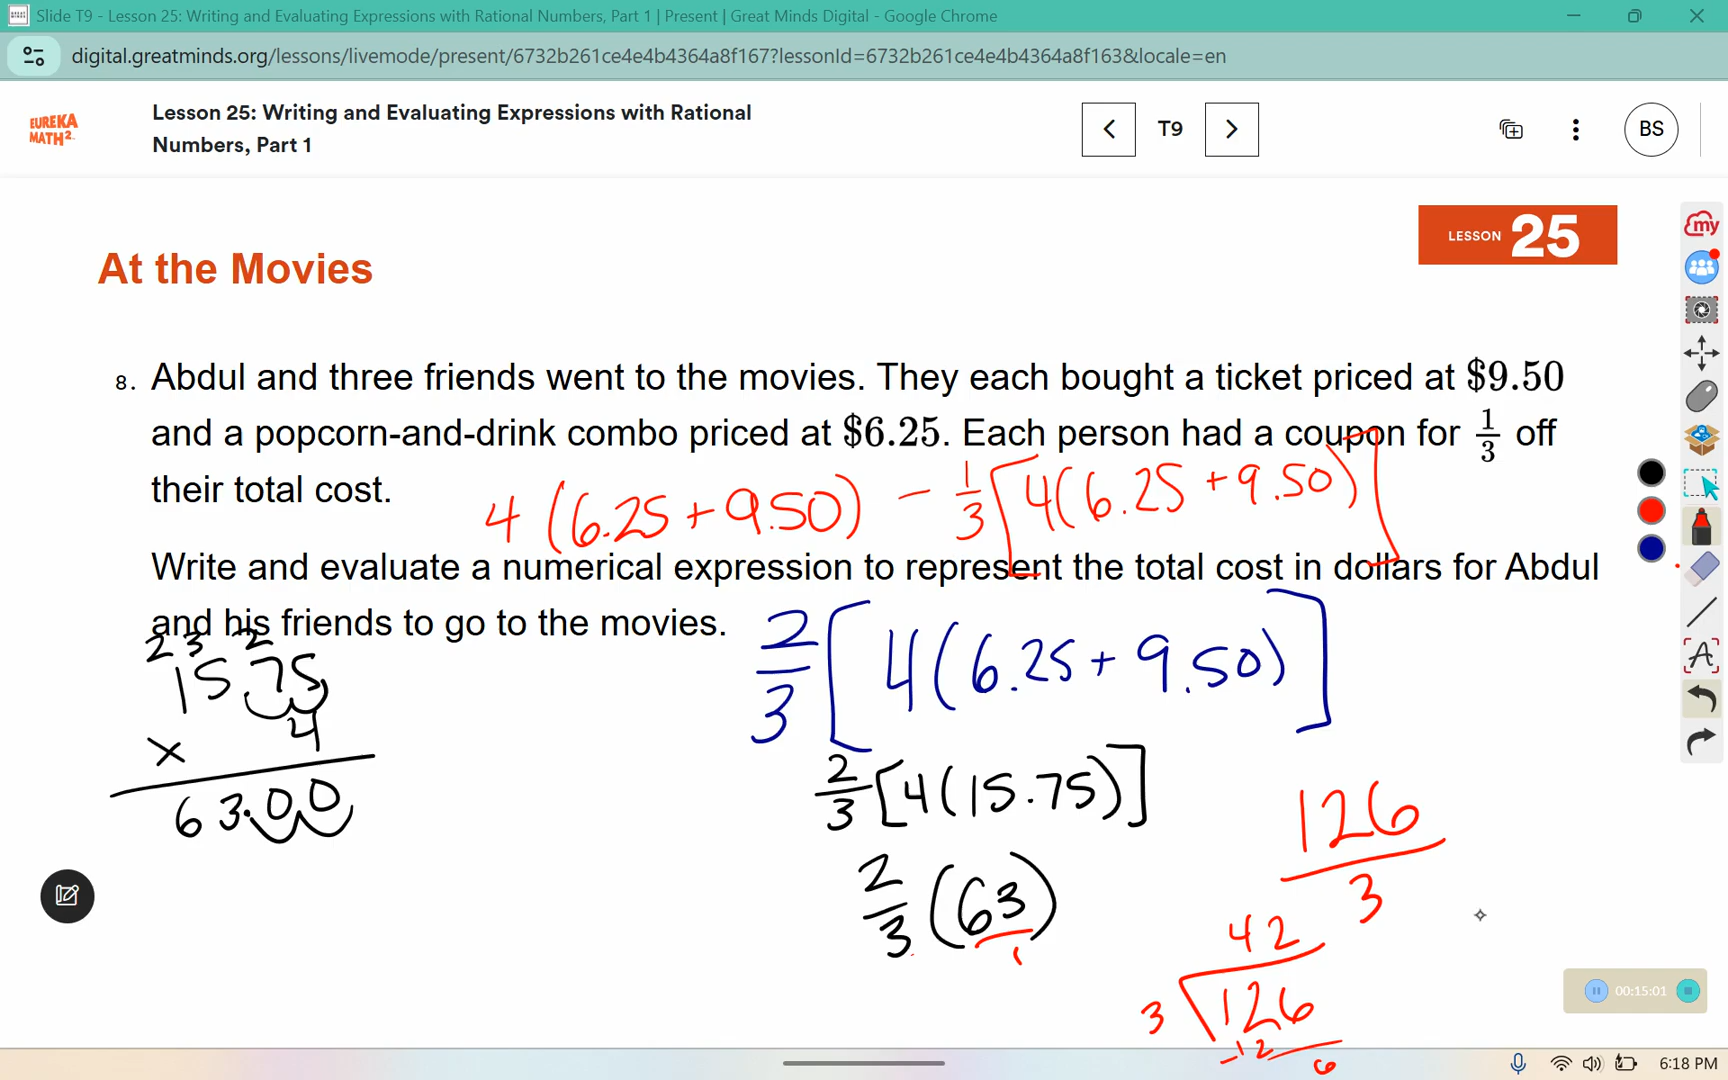 Slide T9 - Lesson 25: Writing and Evaluating Expressions with Rational Numbers, Part 1 | Present | Great Minds Digital - Google Chrome
digital.greatminds.org/lessons/livemode/present/6732b261ce4e4b4364a8f167?lessonId=6732b261ce4e4b4364a8f163&locale=en
EUREKA
MATH²
Lesson 25: Writing and Evaluating Expressions with Rational
Numbers, Part 1
T9
BS
LESSON 25
At the Movies
8. Abdul and three friends went to the movies. They each bought a ticket priced at $9.50
and a popcorn-and-drink combo priced at $6.25. Each person had a coupon for 1/3 off
their total cost.
4 (6.25 + 9.50) - 1/3 [4(6.25 + 9.50)]
Write and evaluate a numerical expression to represent the total cost in dollars for Abdul
and his friends to go to the movies.
2/3 [4(6.25 + 9.50)]
2 3 2
15 75
× 4
63.00
2/3 [4(15.75)]
2/3 (63)
1
126
3
42
3 126
-12
6
my
A
00:15:01
6:18 PM